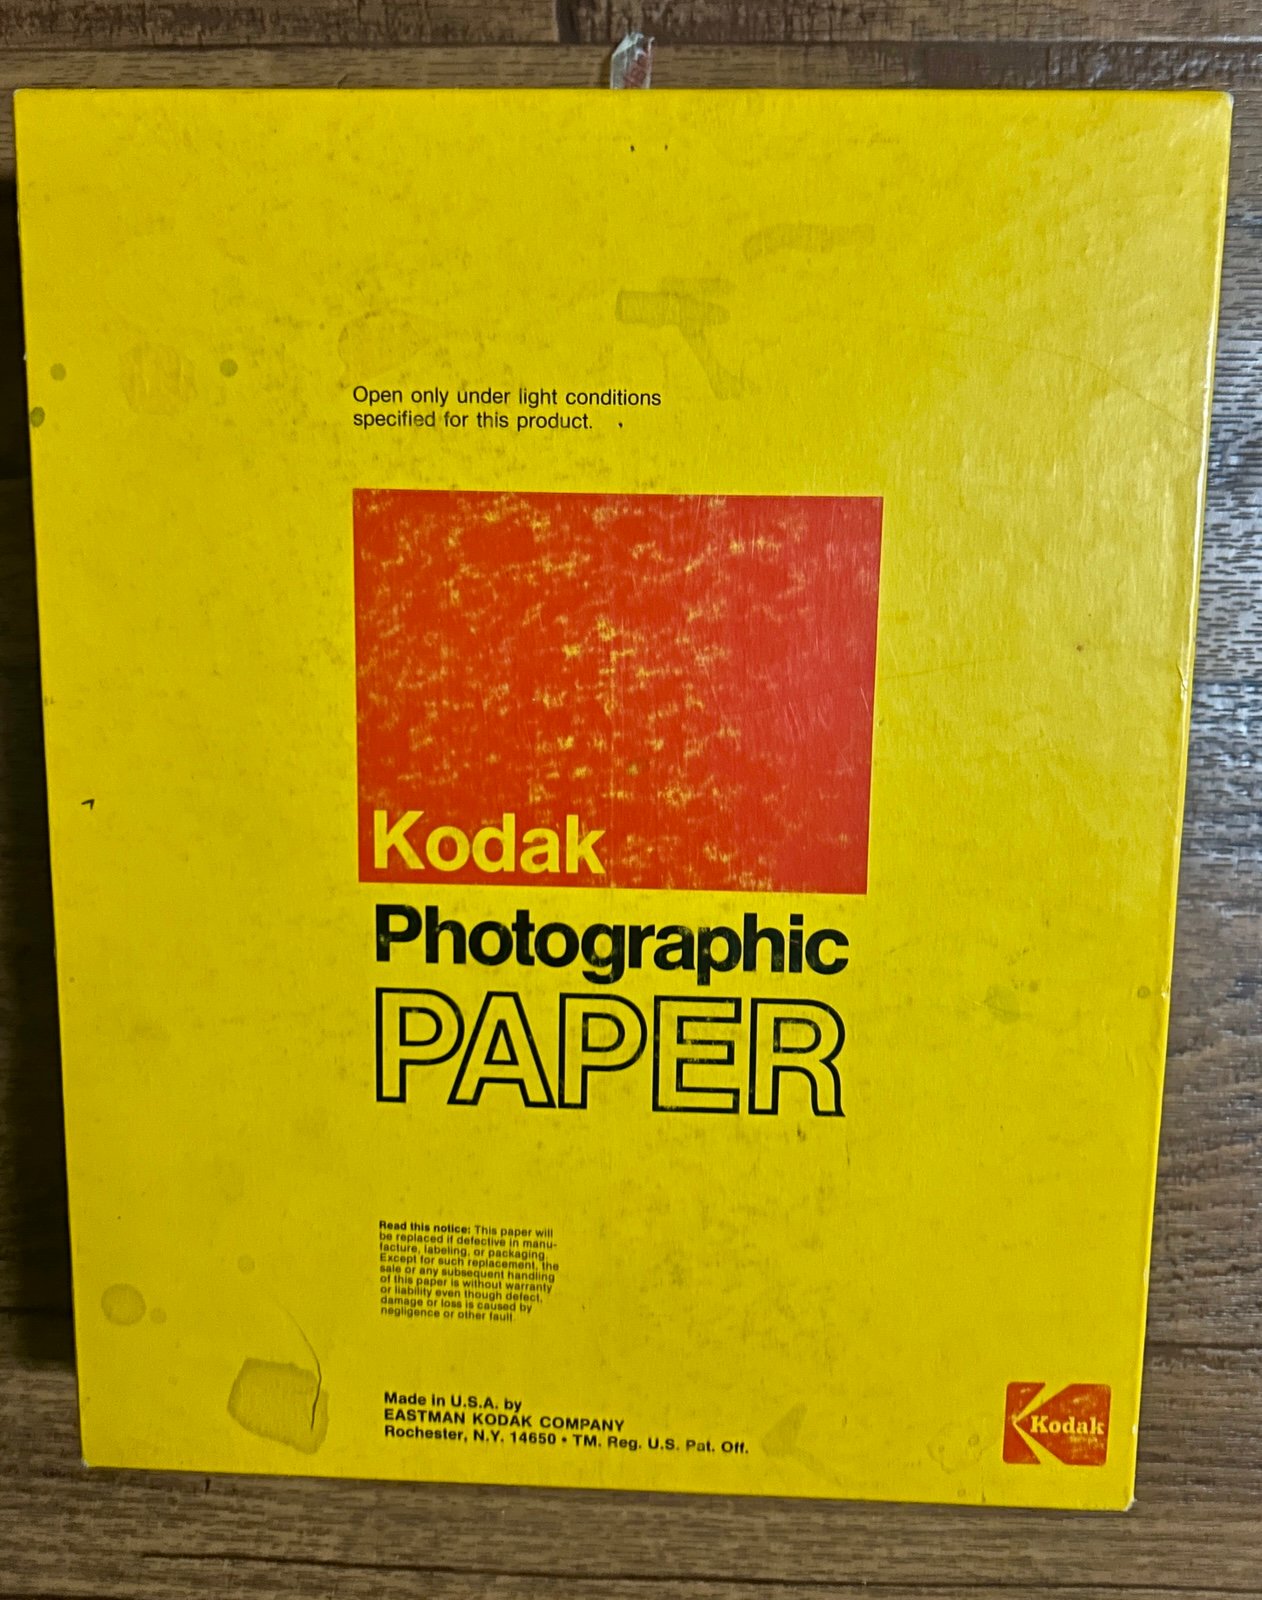 Open only under light conditions
specified for this product.
Kodak
Photographic
PAPER
Read this notice: This paper will
be replaced if defective in manu-
facture, labeling, or packaging.
Except for such replacement, the
sale or any subsequent handling
of this paper is without warranty
or liability even though defect,
damage or loss is caused by
negligence or other fault.
Made in U.S.A. by
EASTMAN KODAK COMPANY
Rochester, N.Y. 14650 • TM. Reg. U.S. Pat. Off.
Kodak